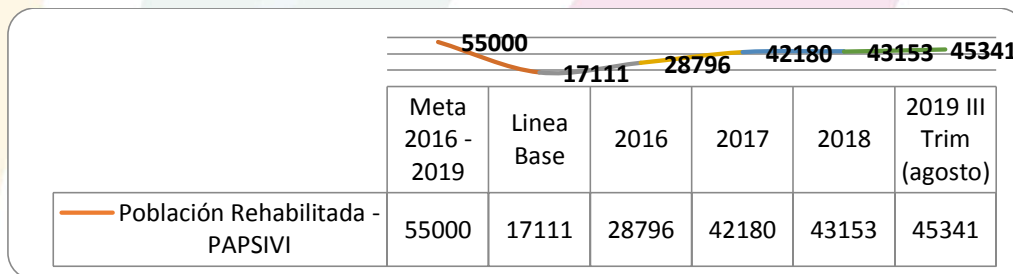 55000 17111 28796 42180 43153 45341
Meta 2016 - 2019 Linea Base 2016 2017 2018 2019 III Trim (agosto)
Población Rehabilitada - PAPSIVI 55000 17111 28796 42180 43153 45341